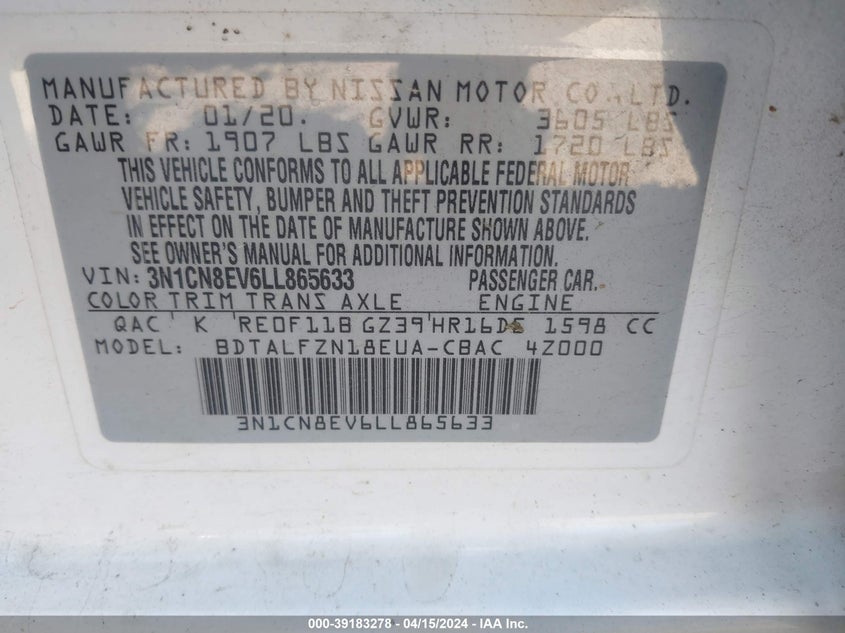 MANUFACTURED BY NISSAN MOTOR CO.,LTD.
DATE: 01/20. GVWR: 3605 LBS
GAWR FR: 1907 LBS GAWR RR: 1720 LBS
THIS VEHICLE CONFORMS TO ALL APPLICABLE FEDERAL MOTOR
VEHICLE SAFETY, BUMPER AND THEFT PREVENTION STANDARDS
IN EFFECT ON THE DATE OF MANUFACTURE SHOWN ABOVE.
SEE OWNER'S MANUAL FOR ADDITIONAL INFORMATION.
VIN: 3N1CN8EV6LL865633 PASSENGER CAR.
COLOR TRIM TRANS AXLE ENGINE
QAC K RE0F11B GZ39 HR16DE 1598 CC
MODEL: BDTALFZN18EUA-CBAC 4Z000
3N1CN8EV6LL865633
000-39183278 - 04/15/2024 - IAA Inc.